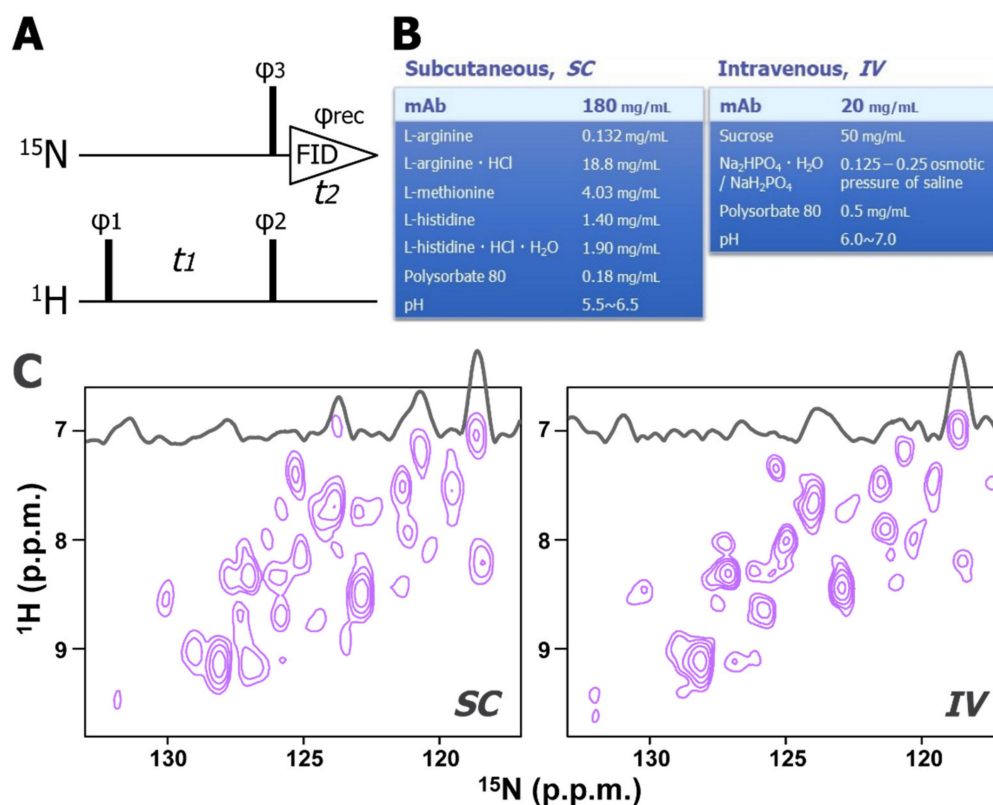 A
φ3
φrec
15N
FID
t2
φ1
φ2
t1
1H
B
Subcutaneous, SC
mAb 180 mg/mL
L-arginine 0.132 mg/mL
L-arginine · HCl 18.8 mg/mL
L-methionine 4.03 mg/mL
L-histidine 1.40 mg/mL
L-histidine · HCl · H2O 1.90 mg/mL
Polysorbate 80 0.18 mg/mL
pH 5.5~6.5
Intravenous, IV
mAb 20 mg/mL
Sucrose 50 mg/mL
Na2HPO4 · H2O 0.125 – 0.25 osmotic
/ NaH2PO4 pressure of saline
Polysorbate 80 0.5 mg/mL
pH 6.0~7.0
C
7
8
9
1H (p.p.m.)
SC
130 125 120
7
8
9
IV
130 125 120
15N (p.p.m.)